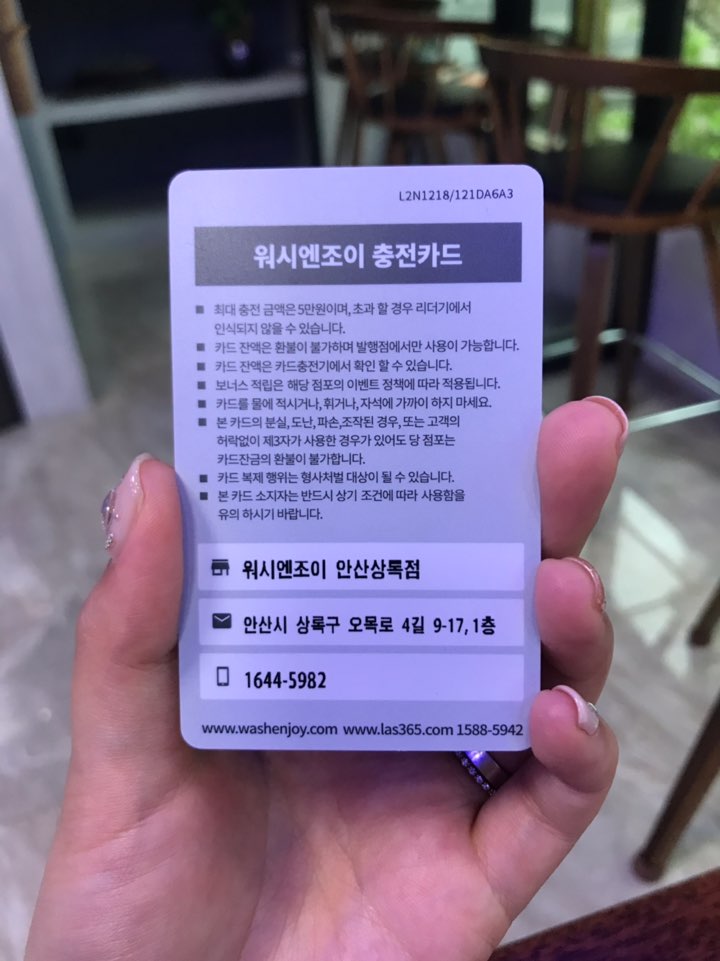 L2N1218/121DA6A3
워시엔조이 충전카드
■ 최대 충전 금액은 5만원이며, 초과 할 경우 리더기에서
인식되지 않을 수 있습니다.
■ 카드 잔액은 환불이 불가하며 발행점에서만 사용이 가능합니다.
■ 카드 잔액은 카드충전기에서 확인 할 수 있습니다.
■ 보너스 적립은 해당 점포의 이벤트 정책에 따라 적용됩니다.
■ 카드를 물에 적시거나, 휘거나, 자석에 가까이 하지 마세요.
■ 본 카드의 분실, 도난, 파손,조작된 경우, 또는 고객의
허락없이 제3자가 사용한 경우가 있어도 당 점포는
카드잔금의 환불이 불가합니다.
■ 카드 복제 행위는 형사처벌 대상이 될 수 있습니다.
■ 본 카드 소지자는 반드시 상기 조건에 따라 사용함을
유의 하시기 바랍니다.
워시엔조이 안산상록점
안산시 상록구 오목로 4길 9-17, 1층
1644-5982
www.washenjoy.com www.las365.com 1588-5942